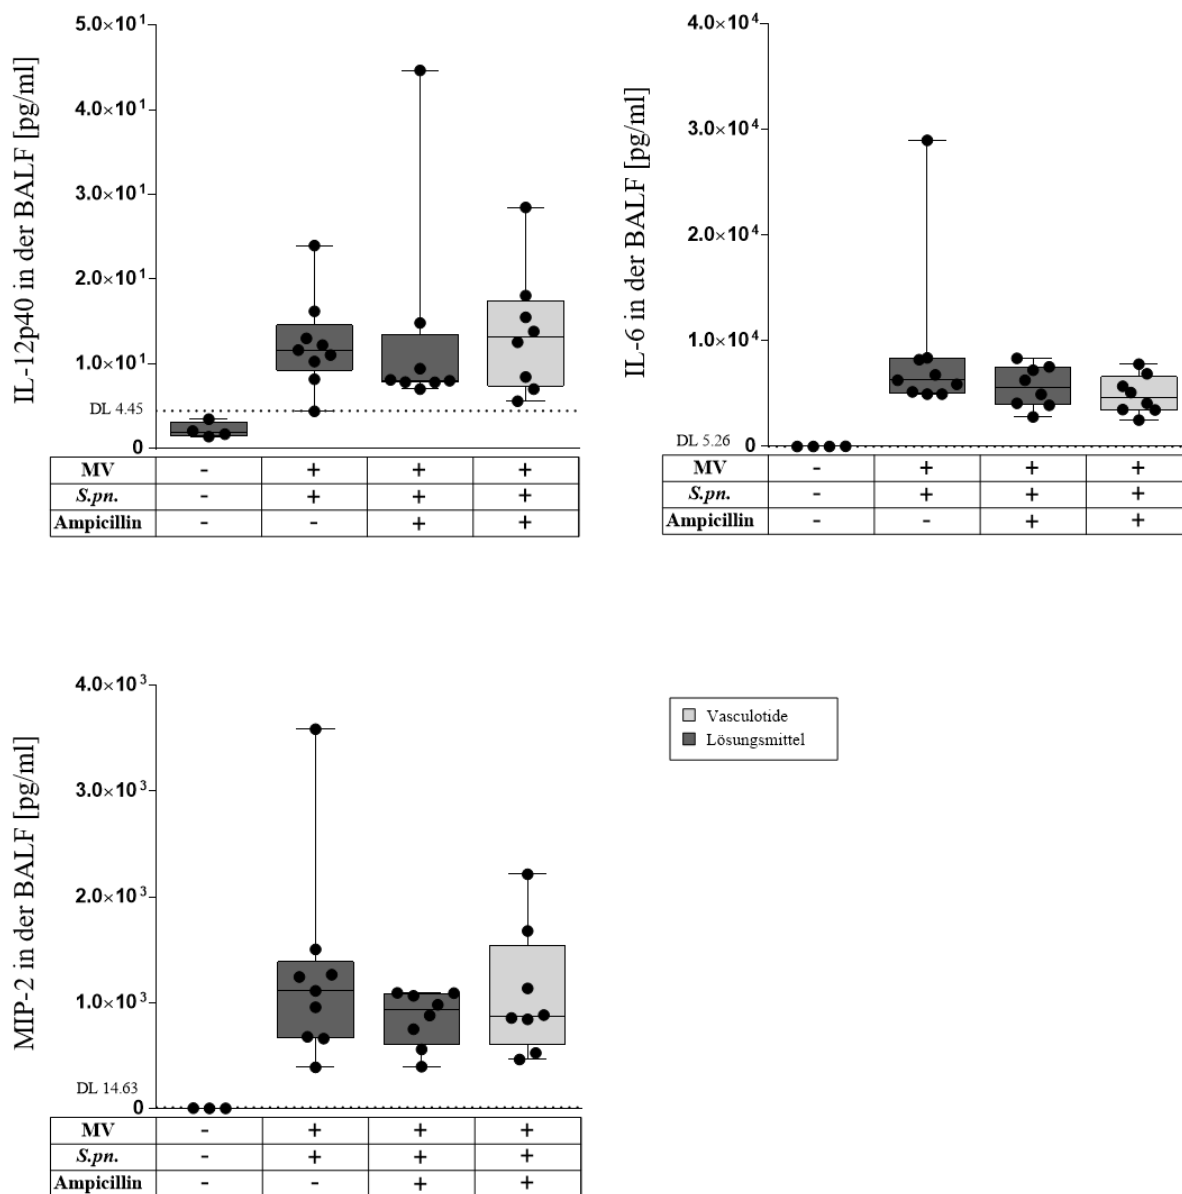 IL-12p40 in der BALF [pg/ml]
5.0×10¹
4.0×10¹
3.0×10¹
2.0×10¹
1.0×10¹
DL 4.45
0
MV - + + +
S.pn. - + + +
Ampicillin - - + +
IL-6 in der BALF [pg/ml]
4.0×10⁴
3.0×10⁴
2.0×10⁴
1.0×10⁴
DL 5.26
0
MV - + + +
S.pn. - + + +
Ampicillin - - + +
MIP-2 in der BALF [pg/ml]
4.0×10³
3.0×10³
2.0×10³
1.0×10³
DL 14.63
0
MV - + + +
S.pn. - + + +
Ampicillin - - + +
Vasculotide
Lösungsmittel